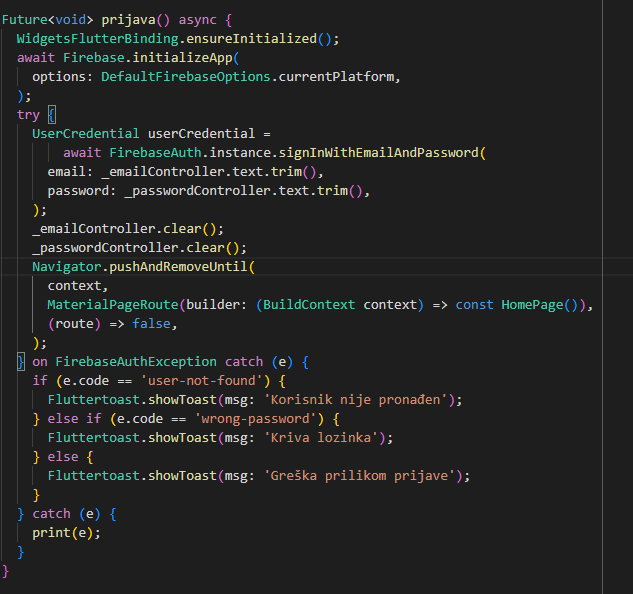 Future<void> prijava() async {
  WidgetsFlutterBinding.ensureInitialized();
  await Firebase.initializeApp(
    options: DefaultFirebaseOptions.currentPlatform,
  );
  try {
    UserCredential userCredential =
        await FirebaseAuth.instance.signInWithEmailAndPassword(
      email: _emailController.text.trim(),
      password: _passwordController.text.trim(),
    );
    _emailController.clear();
    _passwordController.clear();
    Navigator.pushAndRemoveUntil(
      context,
      MaterialPageRoute(builder: (BuildContext context) => const HomePage()),
      (route) => false,
    );
  } on FirebaseAuthException catch (e) {
    if (e.code == 'user-not-found') {
      Fluttertoast.showToast(msg: 'Korisnik nije pronađen');
    } else if (e.code == 'wrong-password') {
      Fluttertoast.showToast(msg: 'Kriva lozinka');
    } else {
      Fluttertoast.showToast(msg: 'Greška prilikom prijave');
    }
  } catch (e) {
    print(e);
  }
}